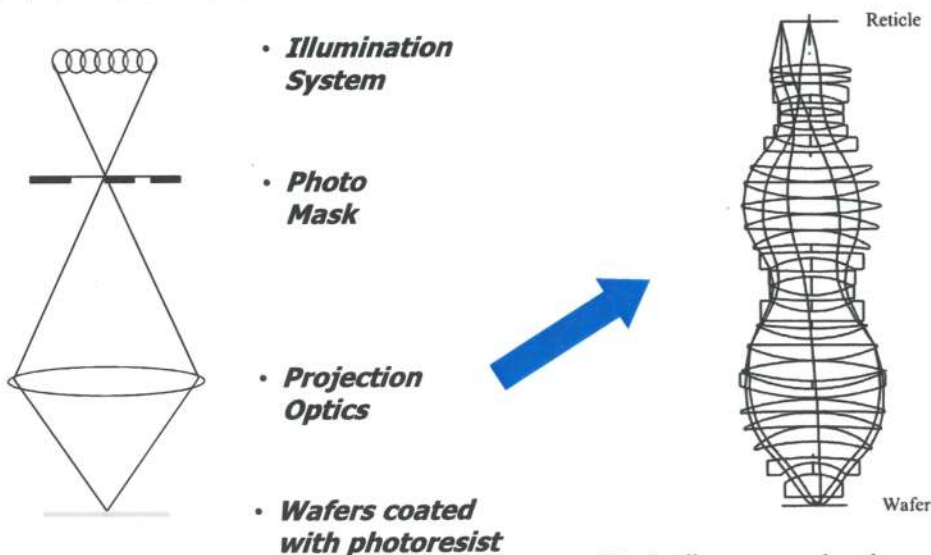 • Illumination
System
• Photo
Mask
• Projection
Optics
• Wafers coated
with photoresist
Reticle
Wafer